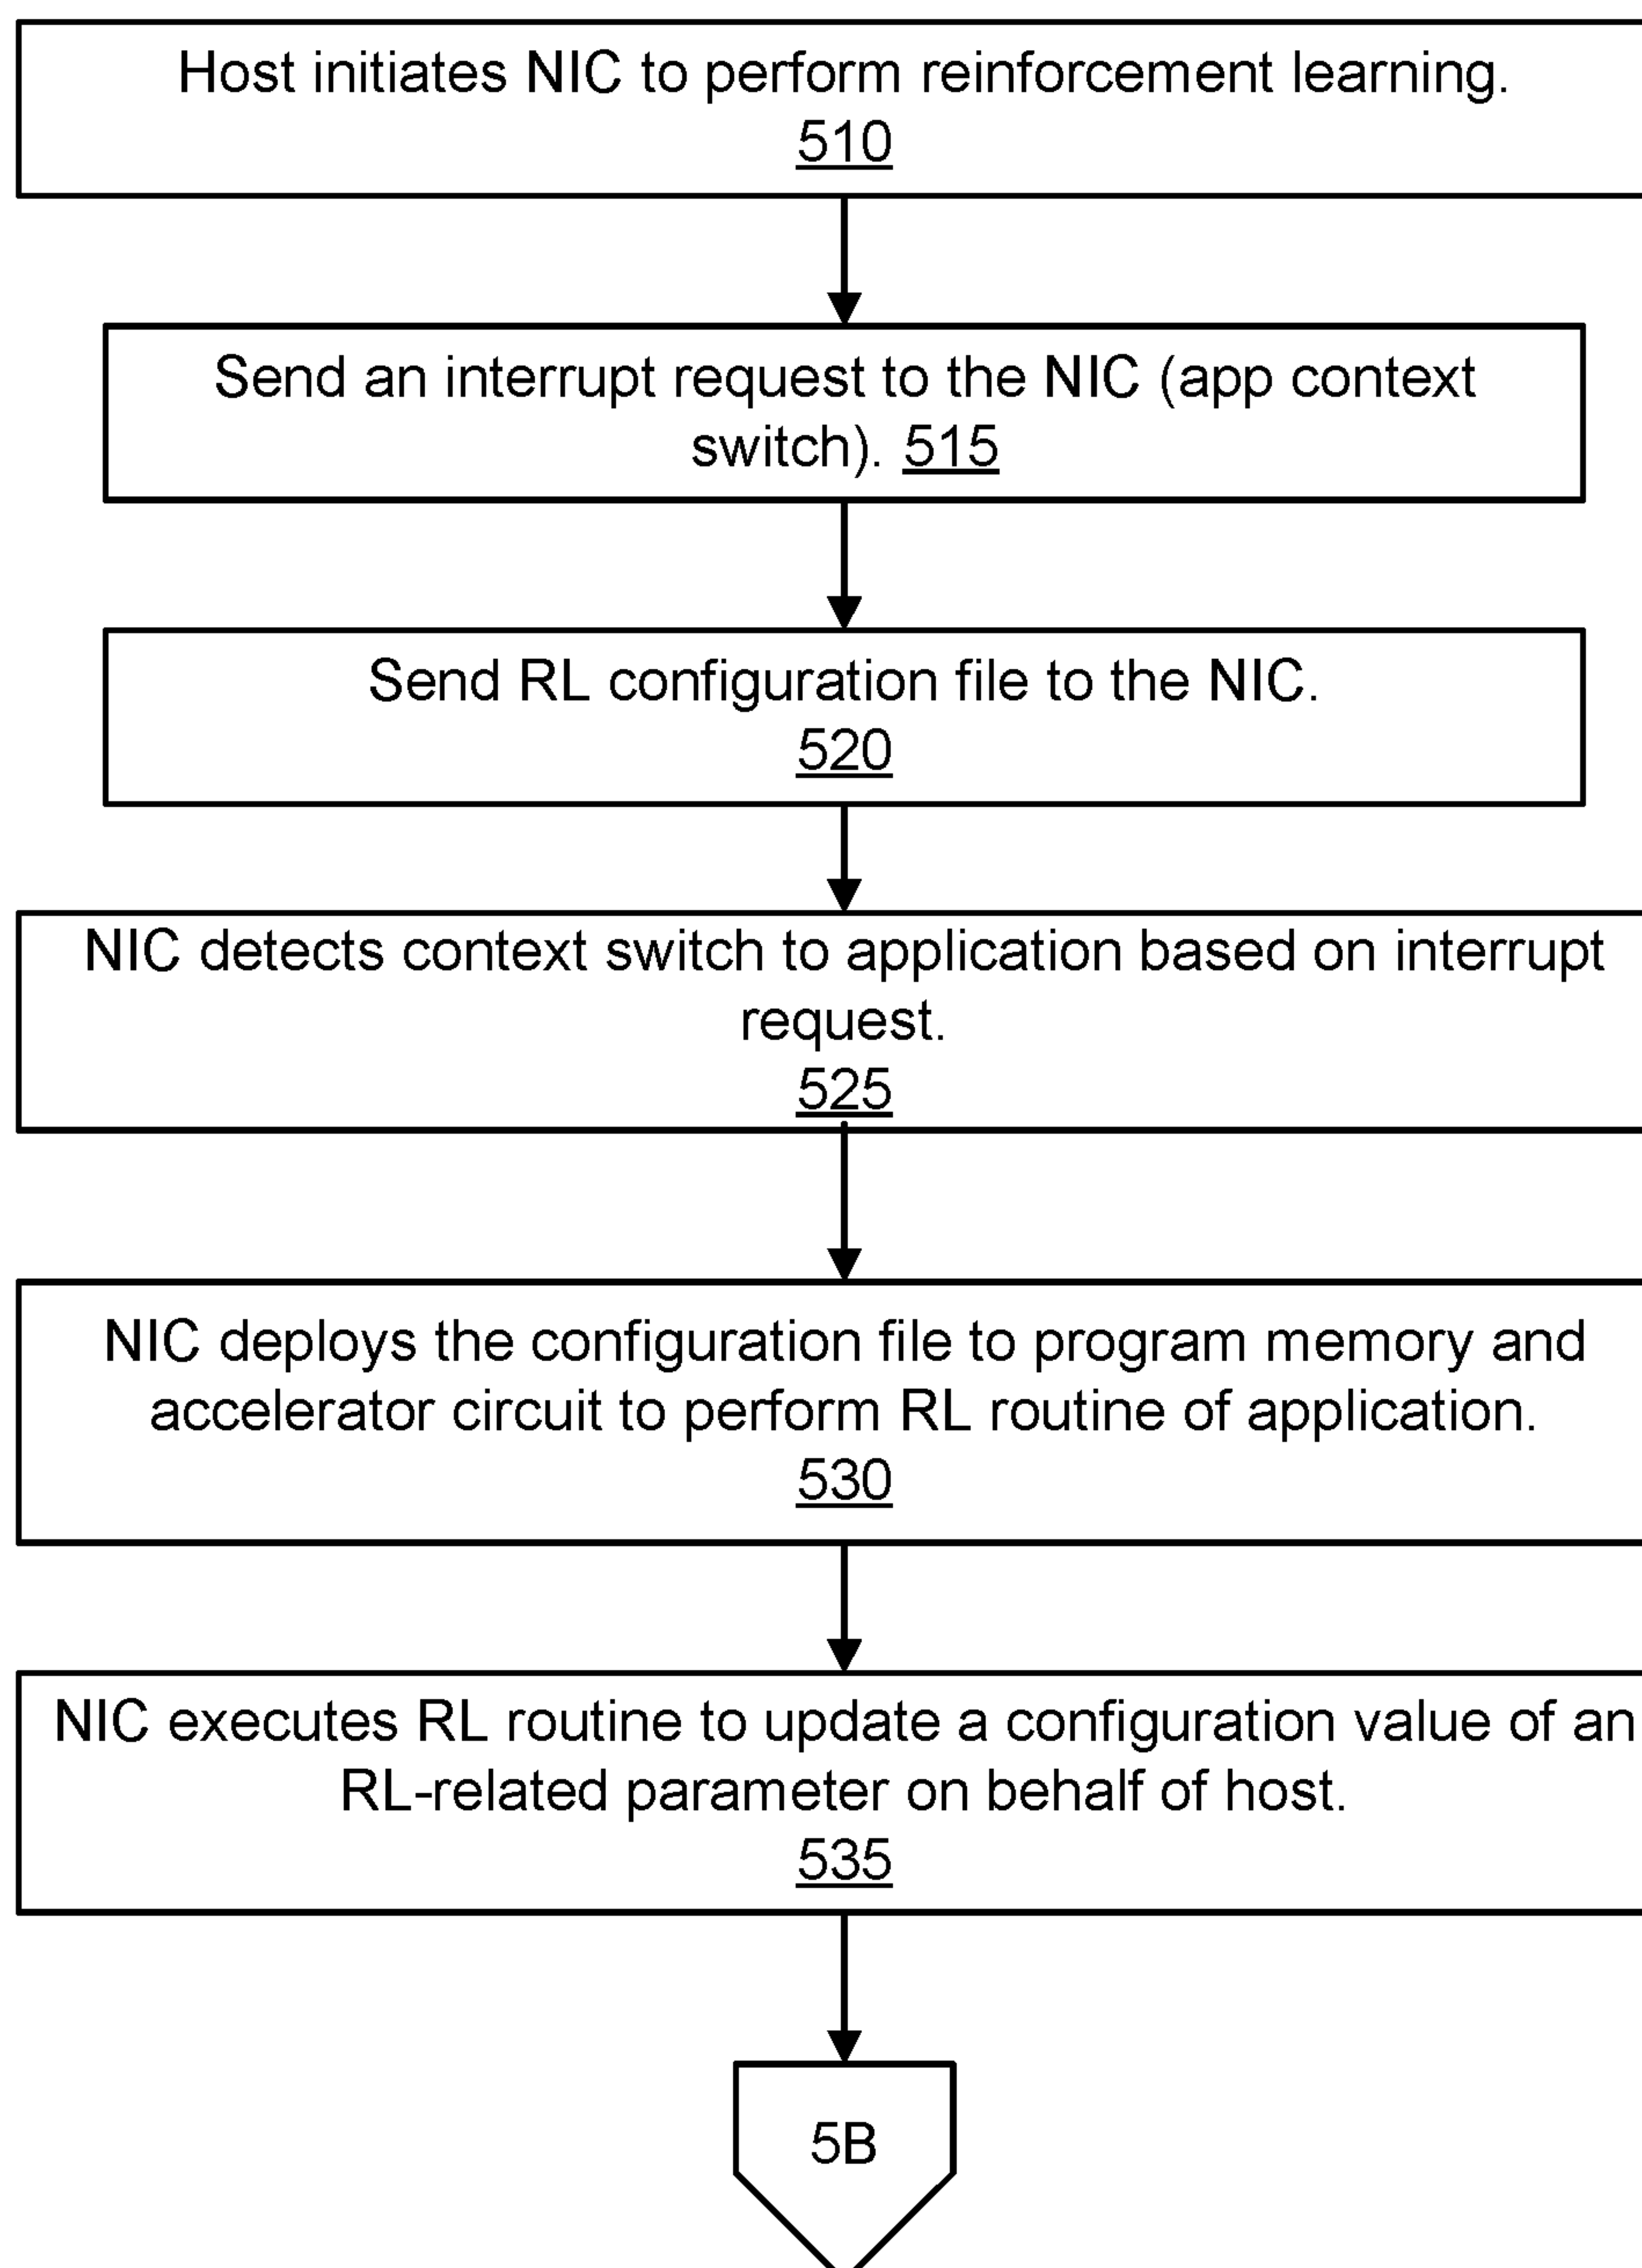 Host initiates NIC to perform reinforcement learning.
510
Send an interrupt request to the NIC (app context
switch). 515
Send RL configuration file to the NIC.
520
NIC detects context switch to application based on interrupt
request.
525
NIC deploys the configuration file to program memory and
accelerator circuit to perform RL routine of application.
530
NIC executes RL routine to update a configuration value of an
RL-related parameter on behalf of host.
535
5B